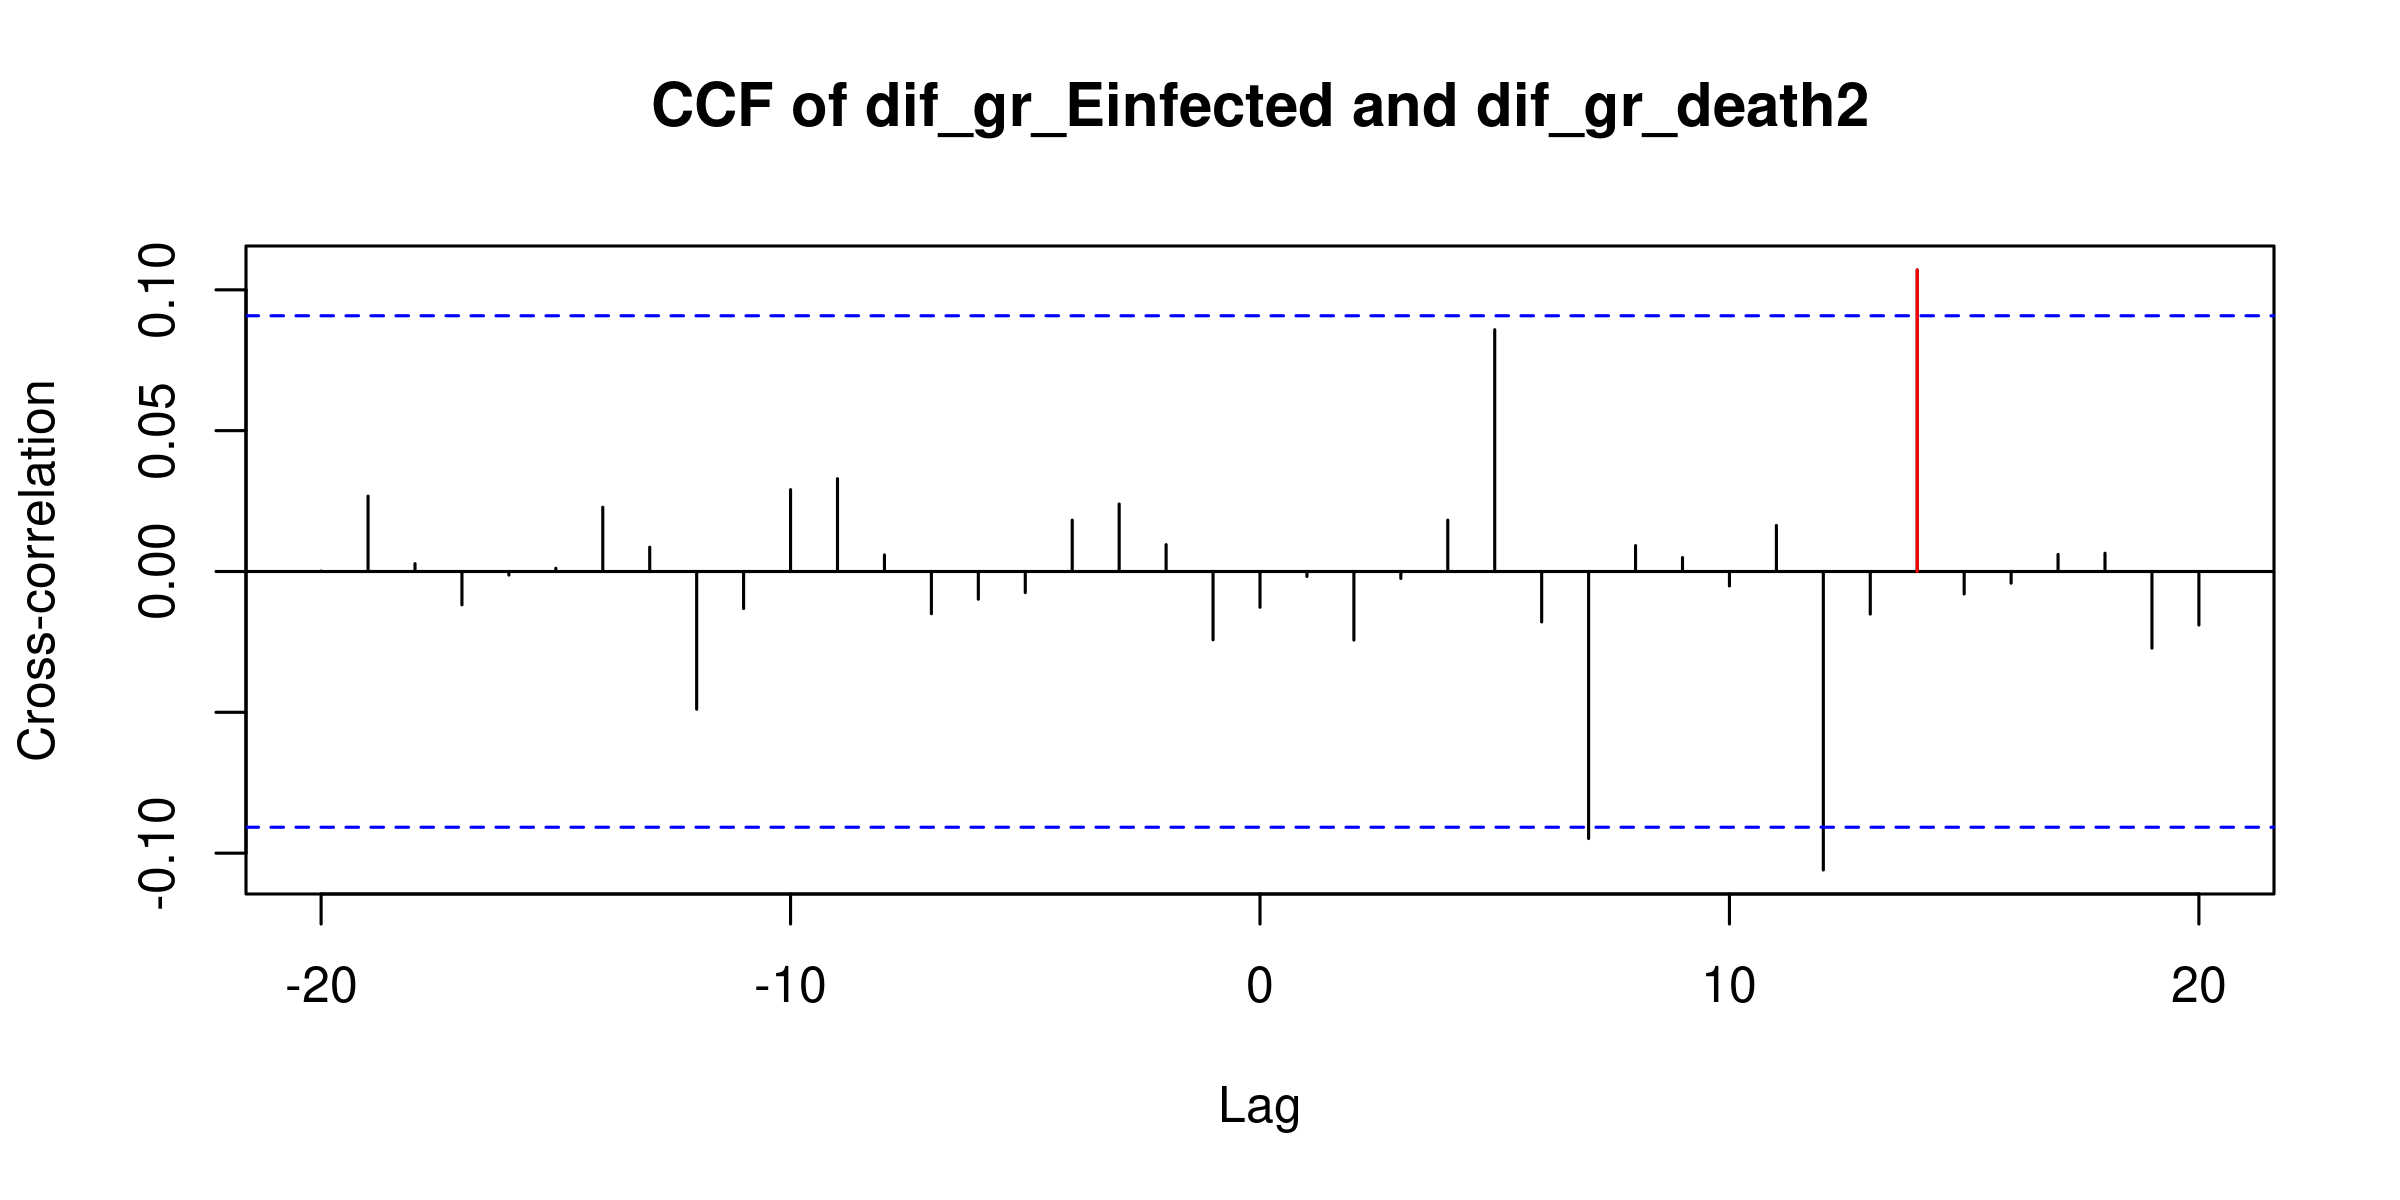 CCF of dif_gr_Einfected and dif_gr_death2
Cross-correlation
0.10
0.05
0.00
-0.10
-20 -10 0 10 20
Lag